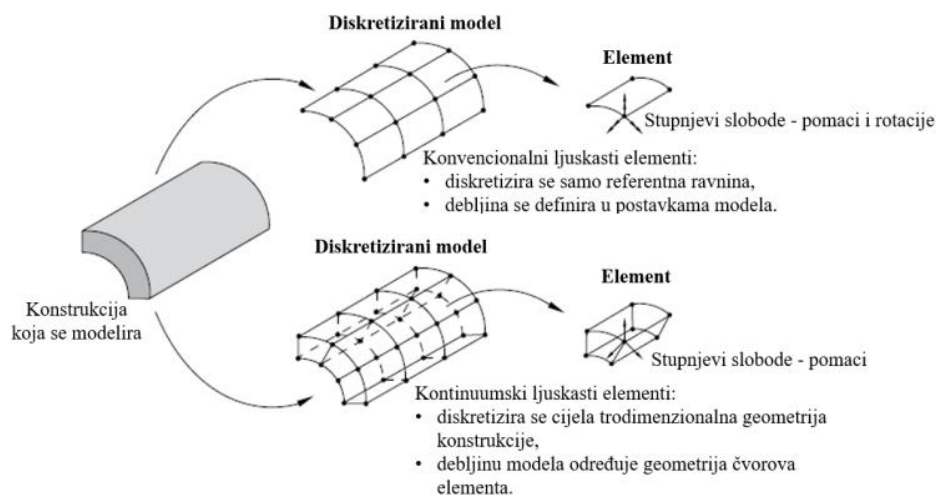 Diskretizirani model
Element
Stupnjevi slobode - pomaci i rotacije
Konvencionalni ljuskasti elementi:
• diskretizira se samo referentna ravnina,
• debljina se definira u postavkama modela.
Konstrukcija
koja se modelira
Diskretizirani model
Element
Stupnjevi slobode - pomaci
Kontinuumski ljuskasti elementi:
• diskretizira se cijela trodimenzionalna geometrija
konstrukcije,
• debljinu modela određuje geometrija čvorova
elementa.